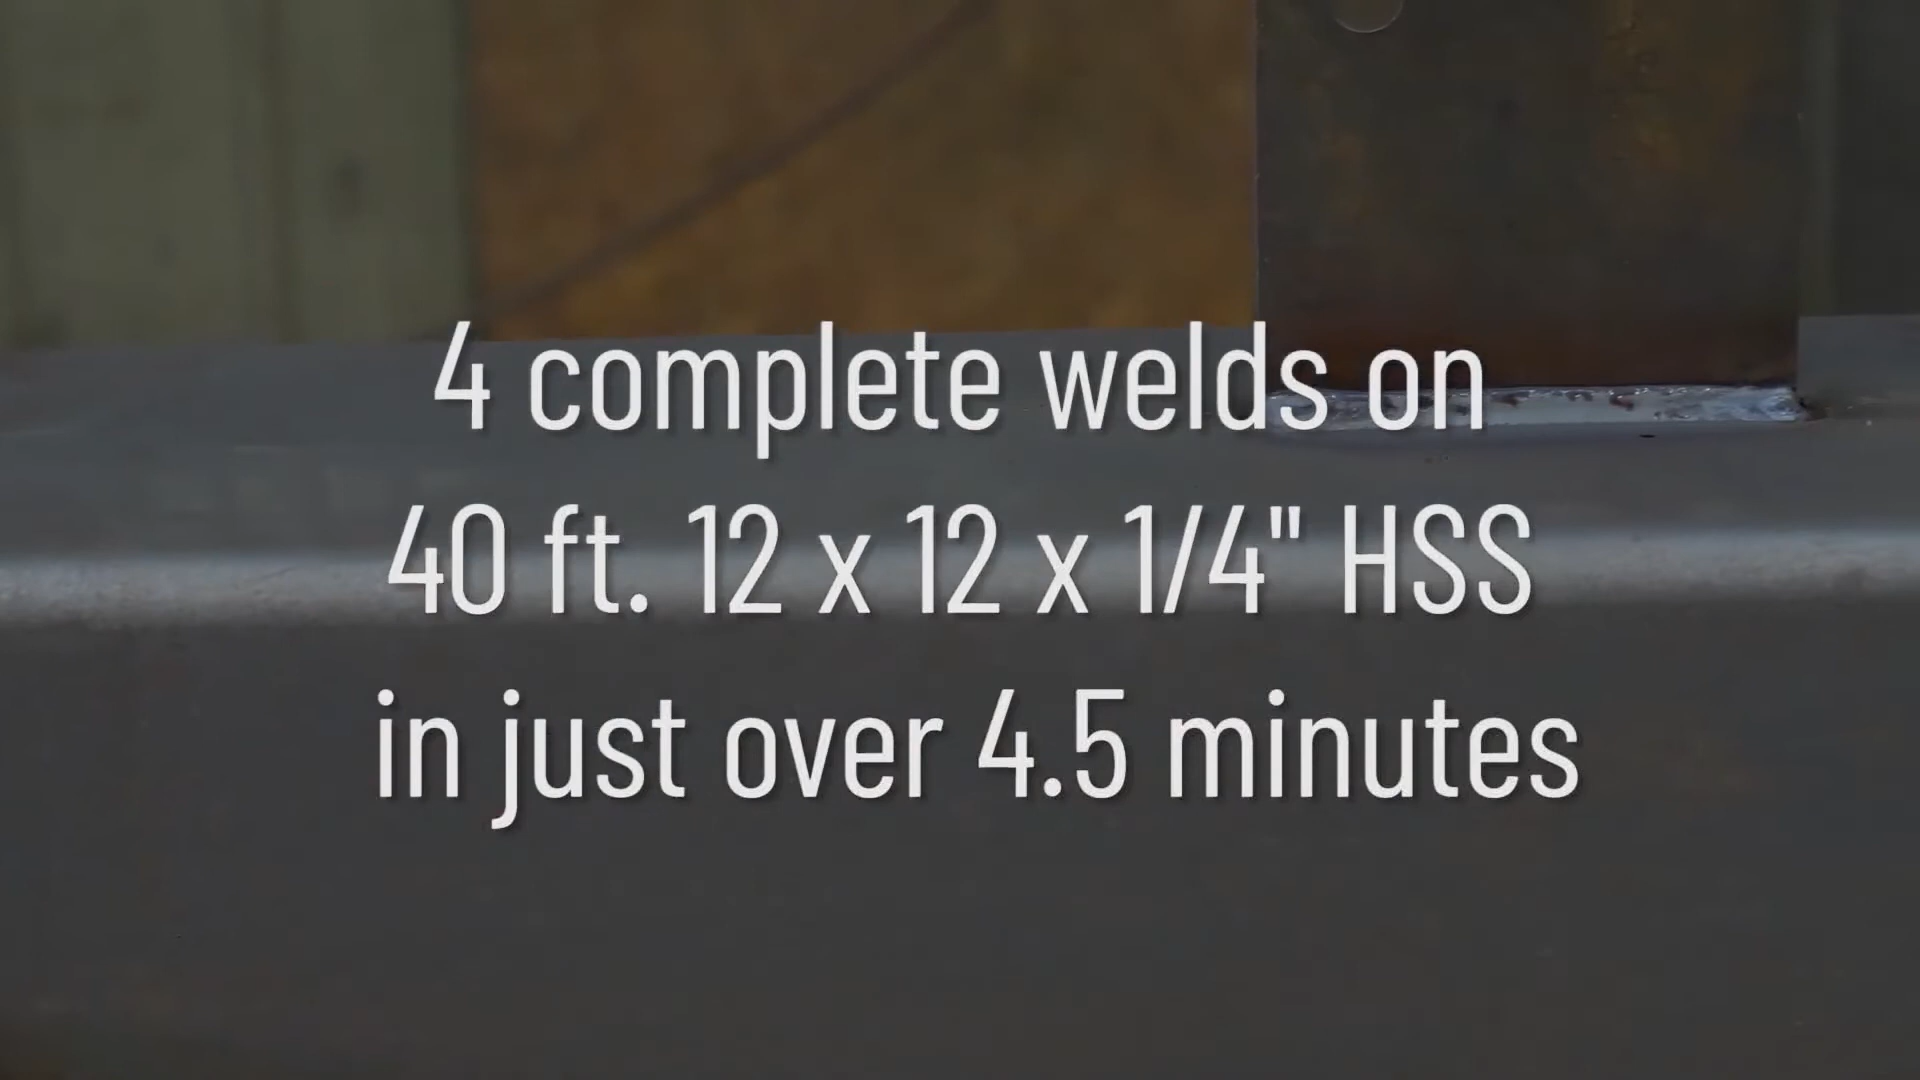 4 complete welds on
40 ft. 12 x 12 x 1/4" HSS
in just over 4.5 minutes